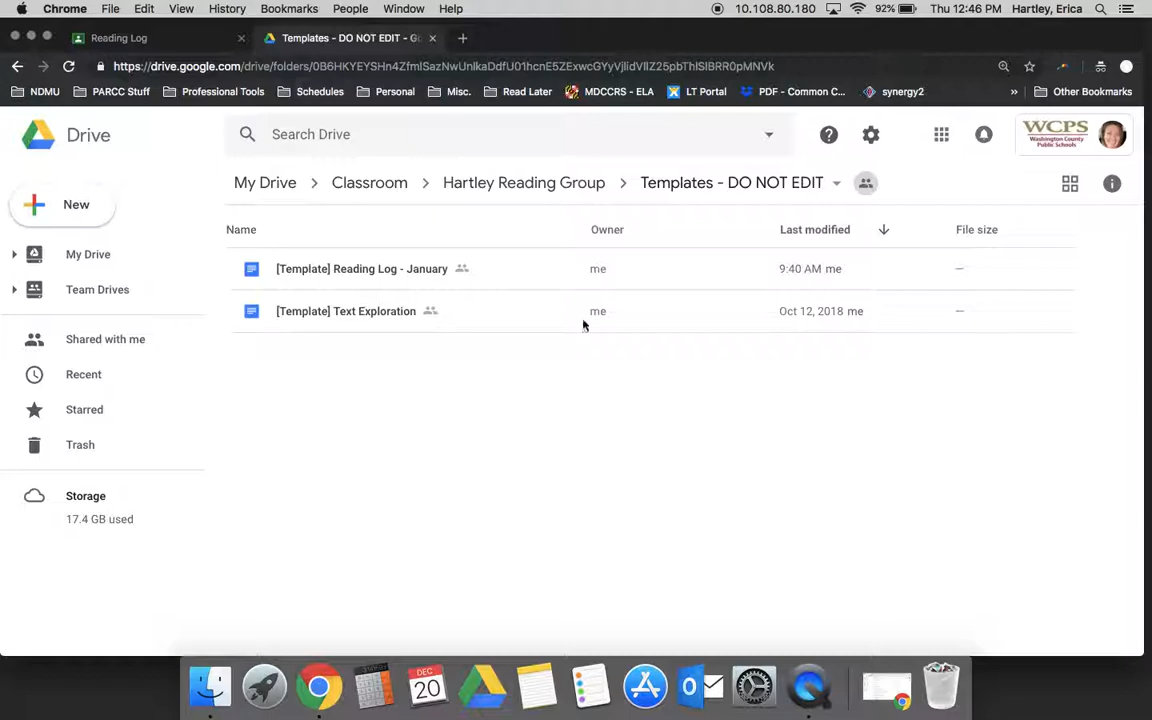 Chrome File Edit View History Bookmarks People Window Help 10.108.80.180 92% Thu 12:46 PM Hartley, Erica
Reading Log Templates - DO NOT EDIT - Go
https://drive.google.com/drive/folders/
NDMU PARCC Stuff Professional Tools Schedules Personal Misc. Read Later MDCCRS - ELA LT Portal PDF - Common C... synergy2 » Other Bookmarks
Drive Search Drive WCPS
Washington County
Public Schools
My Drive Classroom Hartley Reading Group Templates - DO NOT EDIT
New
Name Owner Last modified File size
My Drive
[Template] Reading Log - January me 9:40 AM me —
Team Drives
[Template] Text Exploration me Oct 12, 2018 me —
Shared with me
Recent
Starred
Trash
Storage
17.4 GB used
DEC
20